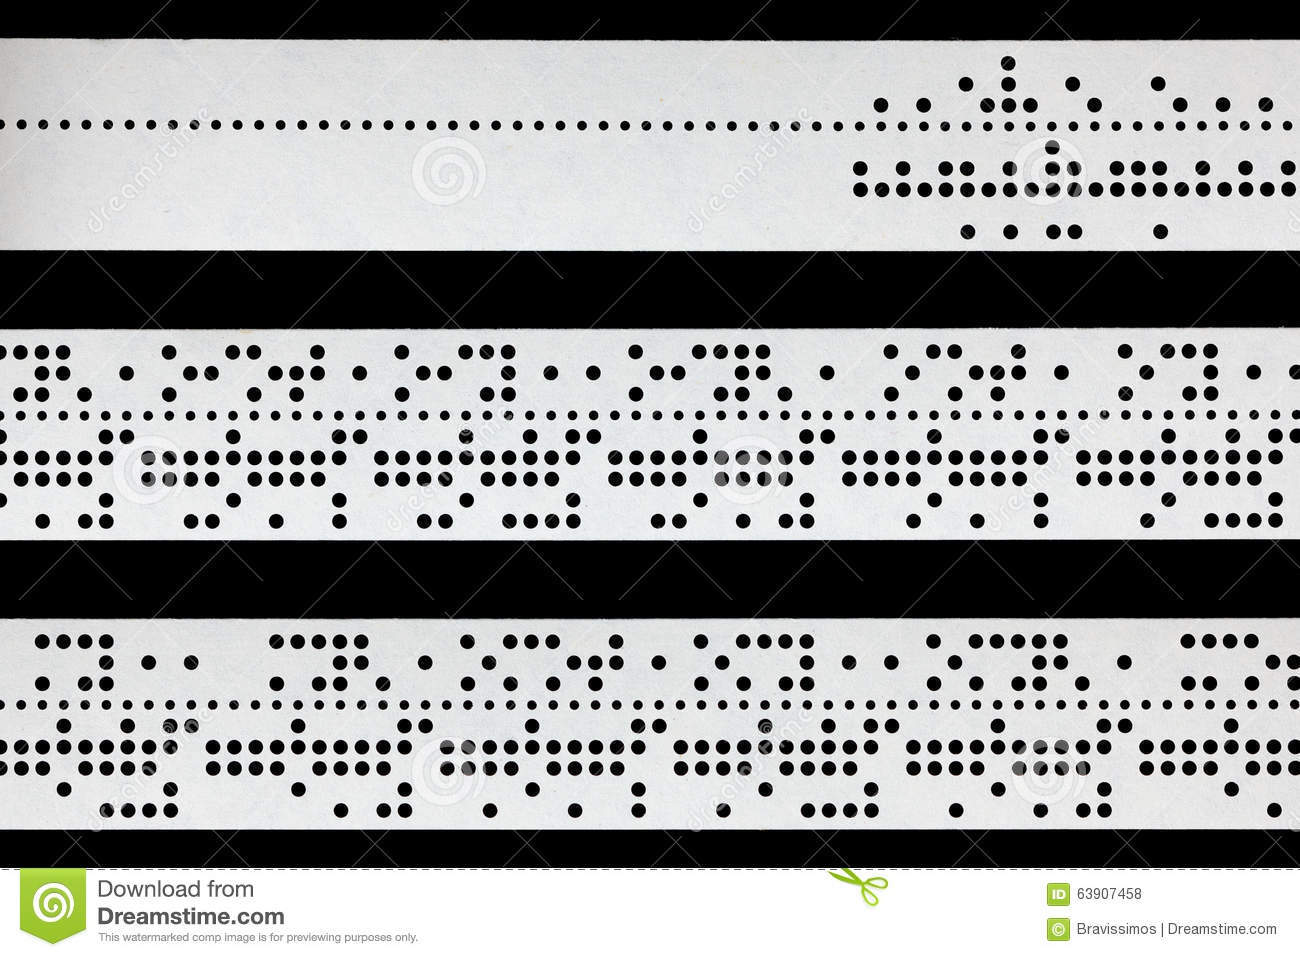 Download from
Dreamstime.com
This watermarked comp image is for previewing purposes only.
ID 63907458
© Bravissimos | Dreamstime.com